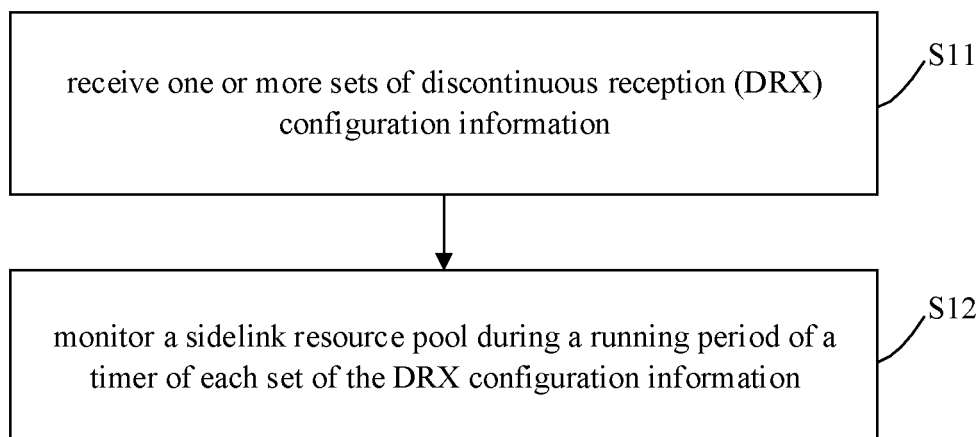 receive one or more sets of discontinuous reception (DRX)
configuration information
S11
monitor a sidelink resource pool during a running period of a
timer of each set of the DRX configuration information
S12